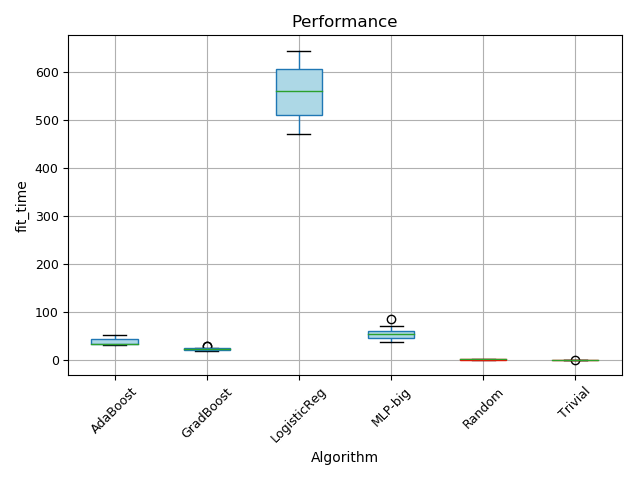 Performance
fit_time
600
500
400
300
200
100
0
AdaBoost
GradBoost
LogisticReg
MLP-big
Random
Trivial
Algorithm